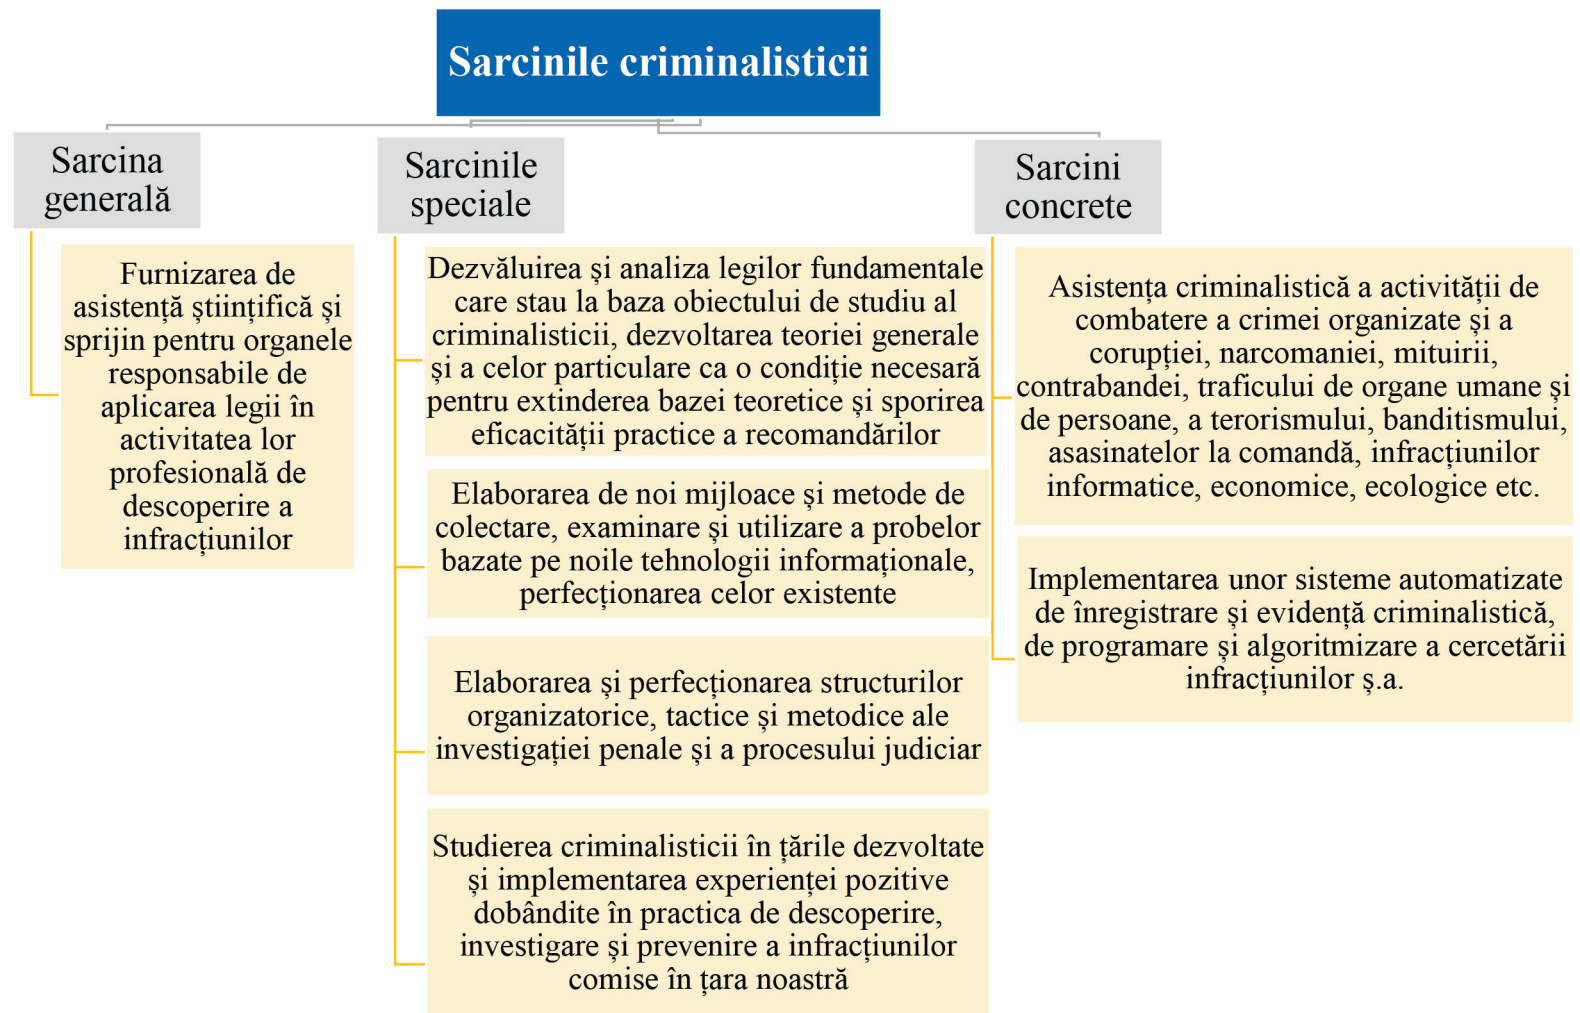 Sarcinile criminalisticii
Sarcina
generală
Furnizarea de
asistență științifică și
sprijin pentru organele
responsabile de
aplicarea legii în
activitatea lor
profesională de
descoperire a
infracțiunilor
Sarcinile
speciale
Dezvăluirea și analiza legilor fundamentale
care stau la baza obiectului de studiu al
criminalisticii, dezvoltarea teoriei generale
și a celor particulare ca o condiție necesară
pentru extinderea bazei teoretice și sporirea
eficacității practice a recomandărilor
Elaborarea de noi mijloace și metode de
colectare, examinare și utilizare a probelor
bazate pe noile tehnologii informaționale,
perfecționarea celor existente
Elaborarea și perfecționarea structurilor
organizatorice, tactice și metodice ale
investigației penale și a procesului judiciar
Studierea criminalisticii în țările dezvoltate
și implementarea experienței pozitive
dobândite în practica de descoperire,
investigare și prevenire a infracțiunilor
comise în țara noastră
Sarcini
concrete
Asistența criminalistică a activității de
combatere a crimei organizate și a
corupției, narcomaniei, mituirii,
contrabandei, traficului de organe umane și
de persoane, a terorismului, banditismului,
asasinatelor la comandă, infracțiunilor
informatice, economice, ecologice etc.
Implementarea unor sisteme automatizate
de înregistrare și evidență criminalistică,
de programare și algoritmizare a cercetării
infracțiunilor ș.a.